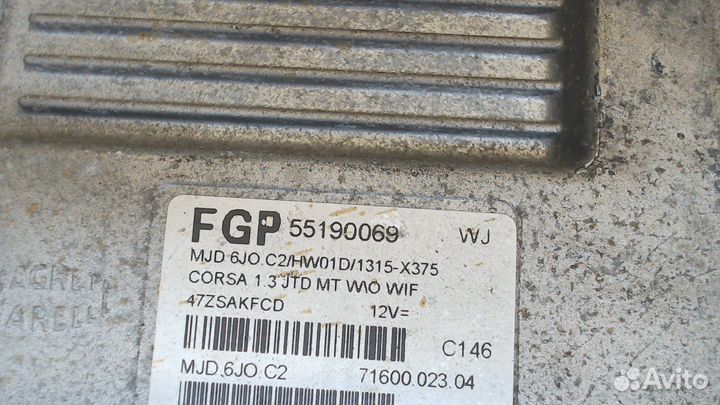 FGP 55190069 WJ
MJD 6JO.C2/HW01D/1315-X375
CORSA 1.3 JTD MT W\O WIF
47ZSAKFCD 12V=
C146
MJD.6JO.C2 71600.023.04
Avito